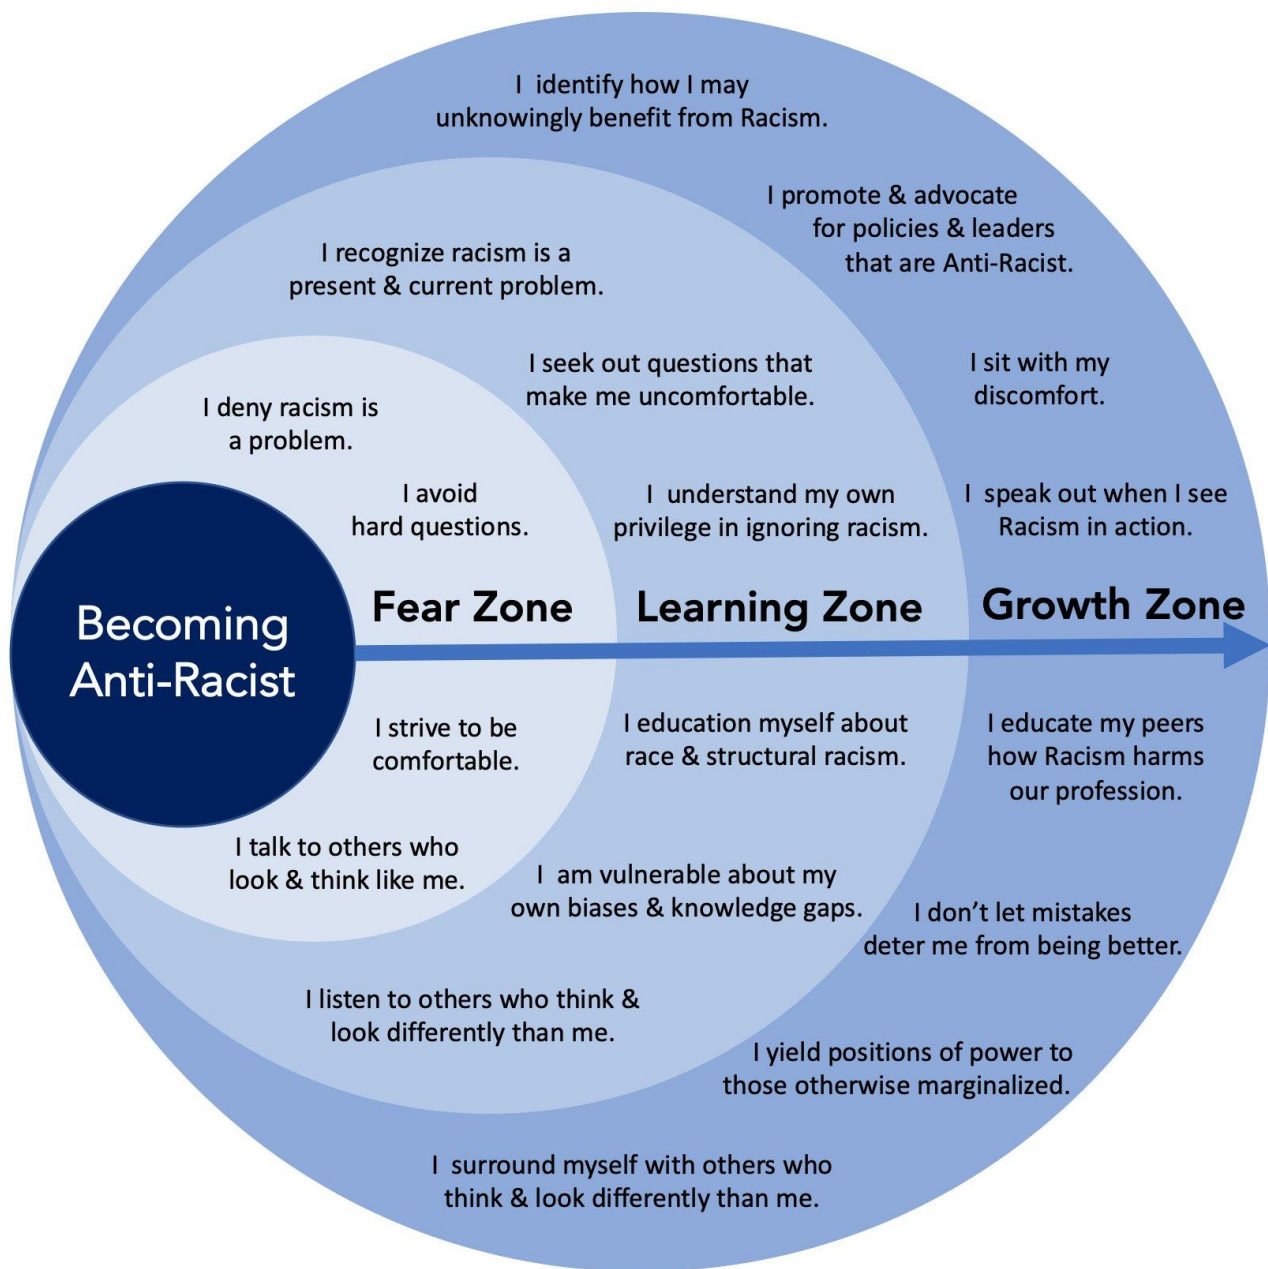 I identify how I may
unknowingly benefit from Racism.
I promote & advocate
for policies & leaders
that are Anti-Racist.
I recognize racism is a
present & current problem.
I seek out questions that
make me uncomfortable.
I sit with my
discomfort.
I deny racism is
a problem.
I avoid
hard questions.
I understand my own
privilege in ignoring racism.
I speak out when I see
Racism in action.
Becoming
Anti-Racist
Fear Zone
Learning Zone
Growth Zone
I strive to be
comfortable.
I education myself about
race & structural racism.
I educate my peers
how Racism harms
our profession.
I talk to others who
look & think like me.
I am vulnerable about my
own biases & knowledge gaps.
I don’t let mistakes
deter me from being better.
I listen to others who think &
look differently than me.
I yield positions of power to
those otherwise marginalized.
I surround myself with others who
think & look differently than me.